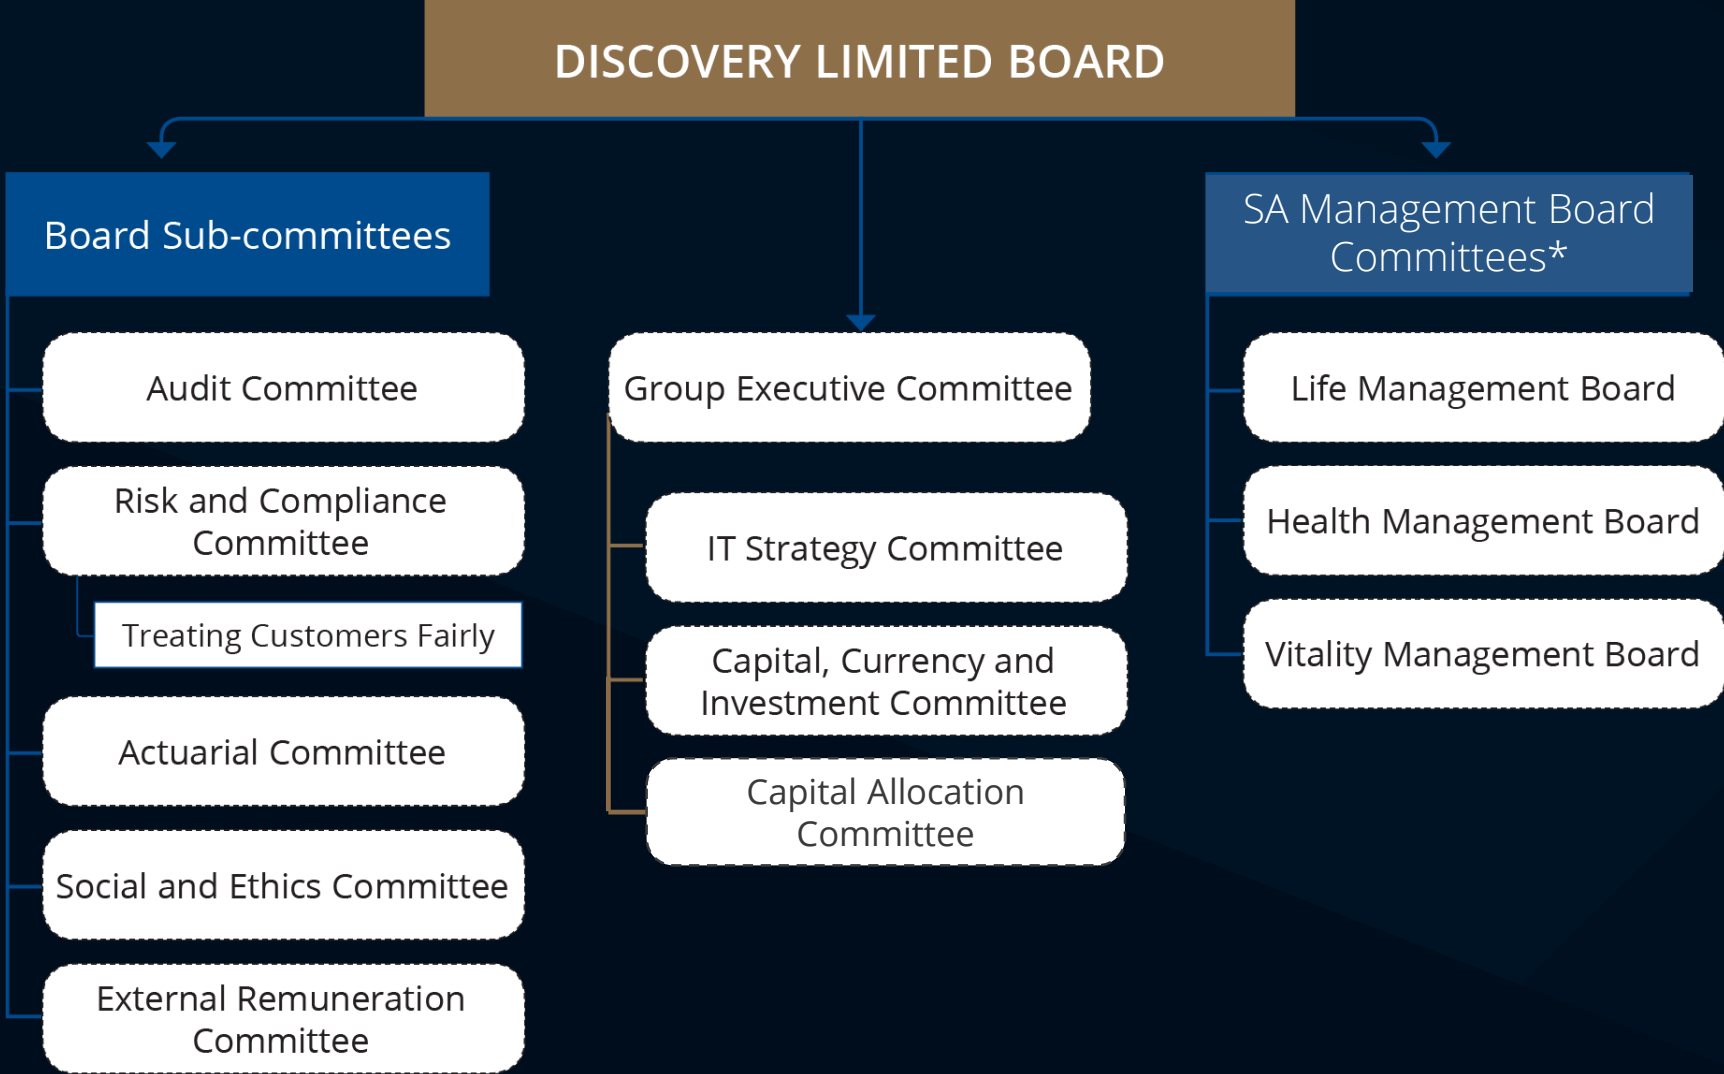 DISCOVERY LIMITED BOARD
Board Sub-committees
Audit Committee
Risk and Compliance
Committee
Treating Customers Fairly
Actuarial Committee
Social and Ethics Committee
External Remuneration
Committee
Group Executive Committee
IT Strategy Committee
Capital, Currency and
Investment Committee
Capital Allocation
Committee
SA Management Board
Committees*
Life Management Board
Health Management Board
Vitality Management Board